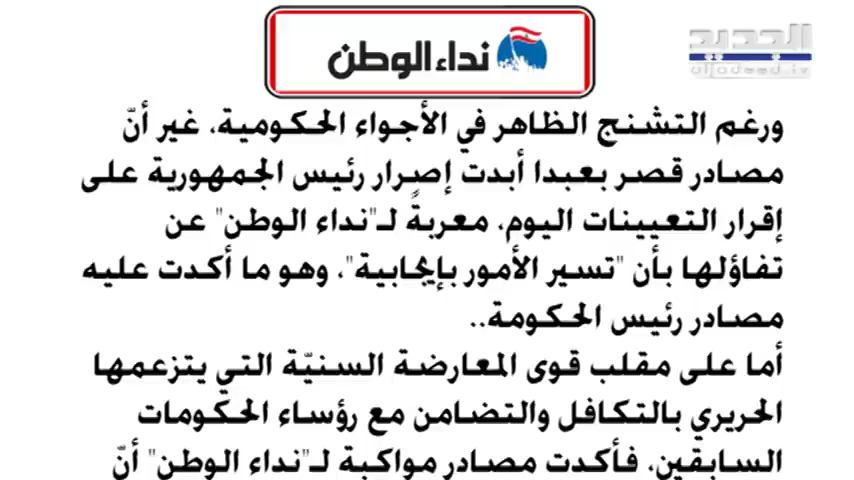 نداء الوطن
الجديد
aljadeed.tv
ورغم التشنج الظاهر في الأجواء الحكومية، غير أنّ
مصادر قصر بعبدا أبدت إصرار رئيس الجمهورية على
إقرار التعيينات اليوم، معربةً لـ"نداء الوطن" عن
تفاؤلها بأن "تسير الأمور بإيجابية"، وهو ما أكدت عليه
مصادر رئيس الحكومة..
أما على مقلب قوى المعارضة السنيّة التي يتزعمها
الحريري بالتكافل والتضامن مع رؤساء الحكومات
السابقين، فأكدت مصادر مواكبة لـ"نداء الوطن" أنّ